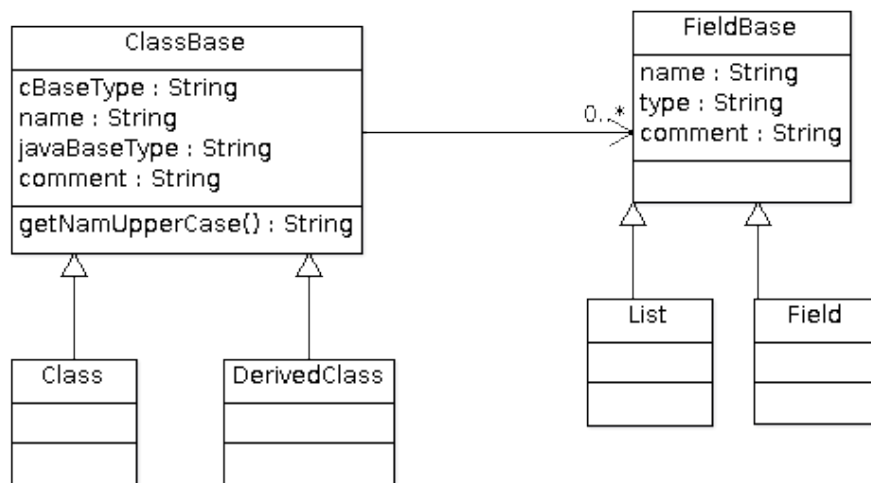 ClassBase
cBaseType : String
name : String
javaBaseType : String
comment : String
getNamUpperCase() : String
0..*
FieldBase
name : String
type : String
comment : String
Class
DerivedClass
List
Field